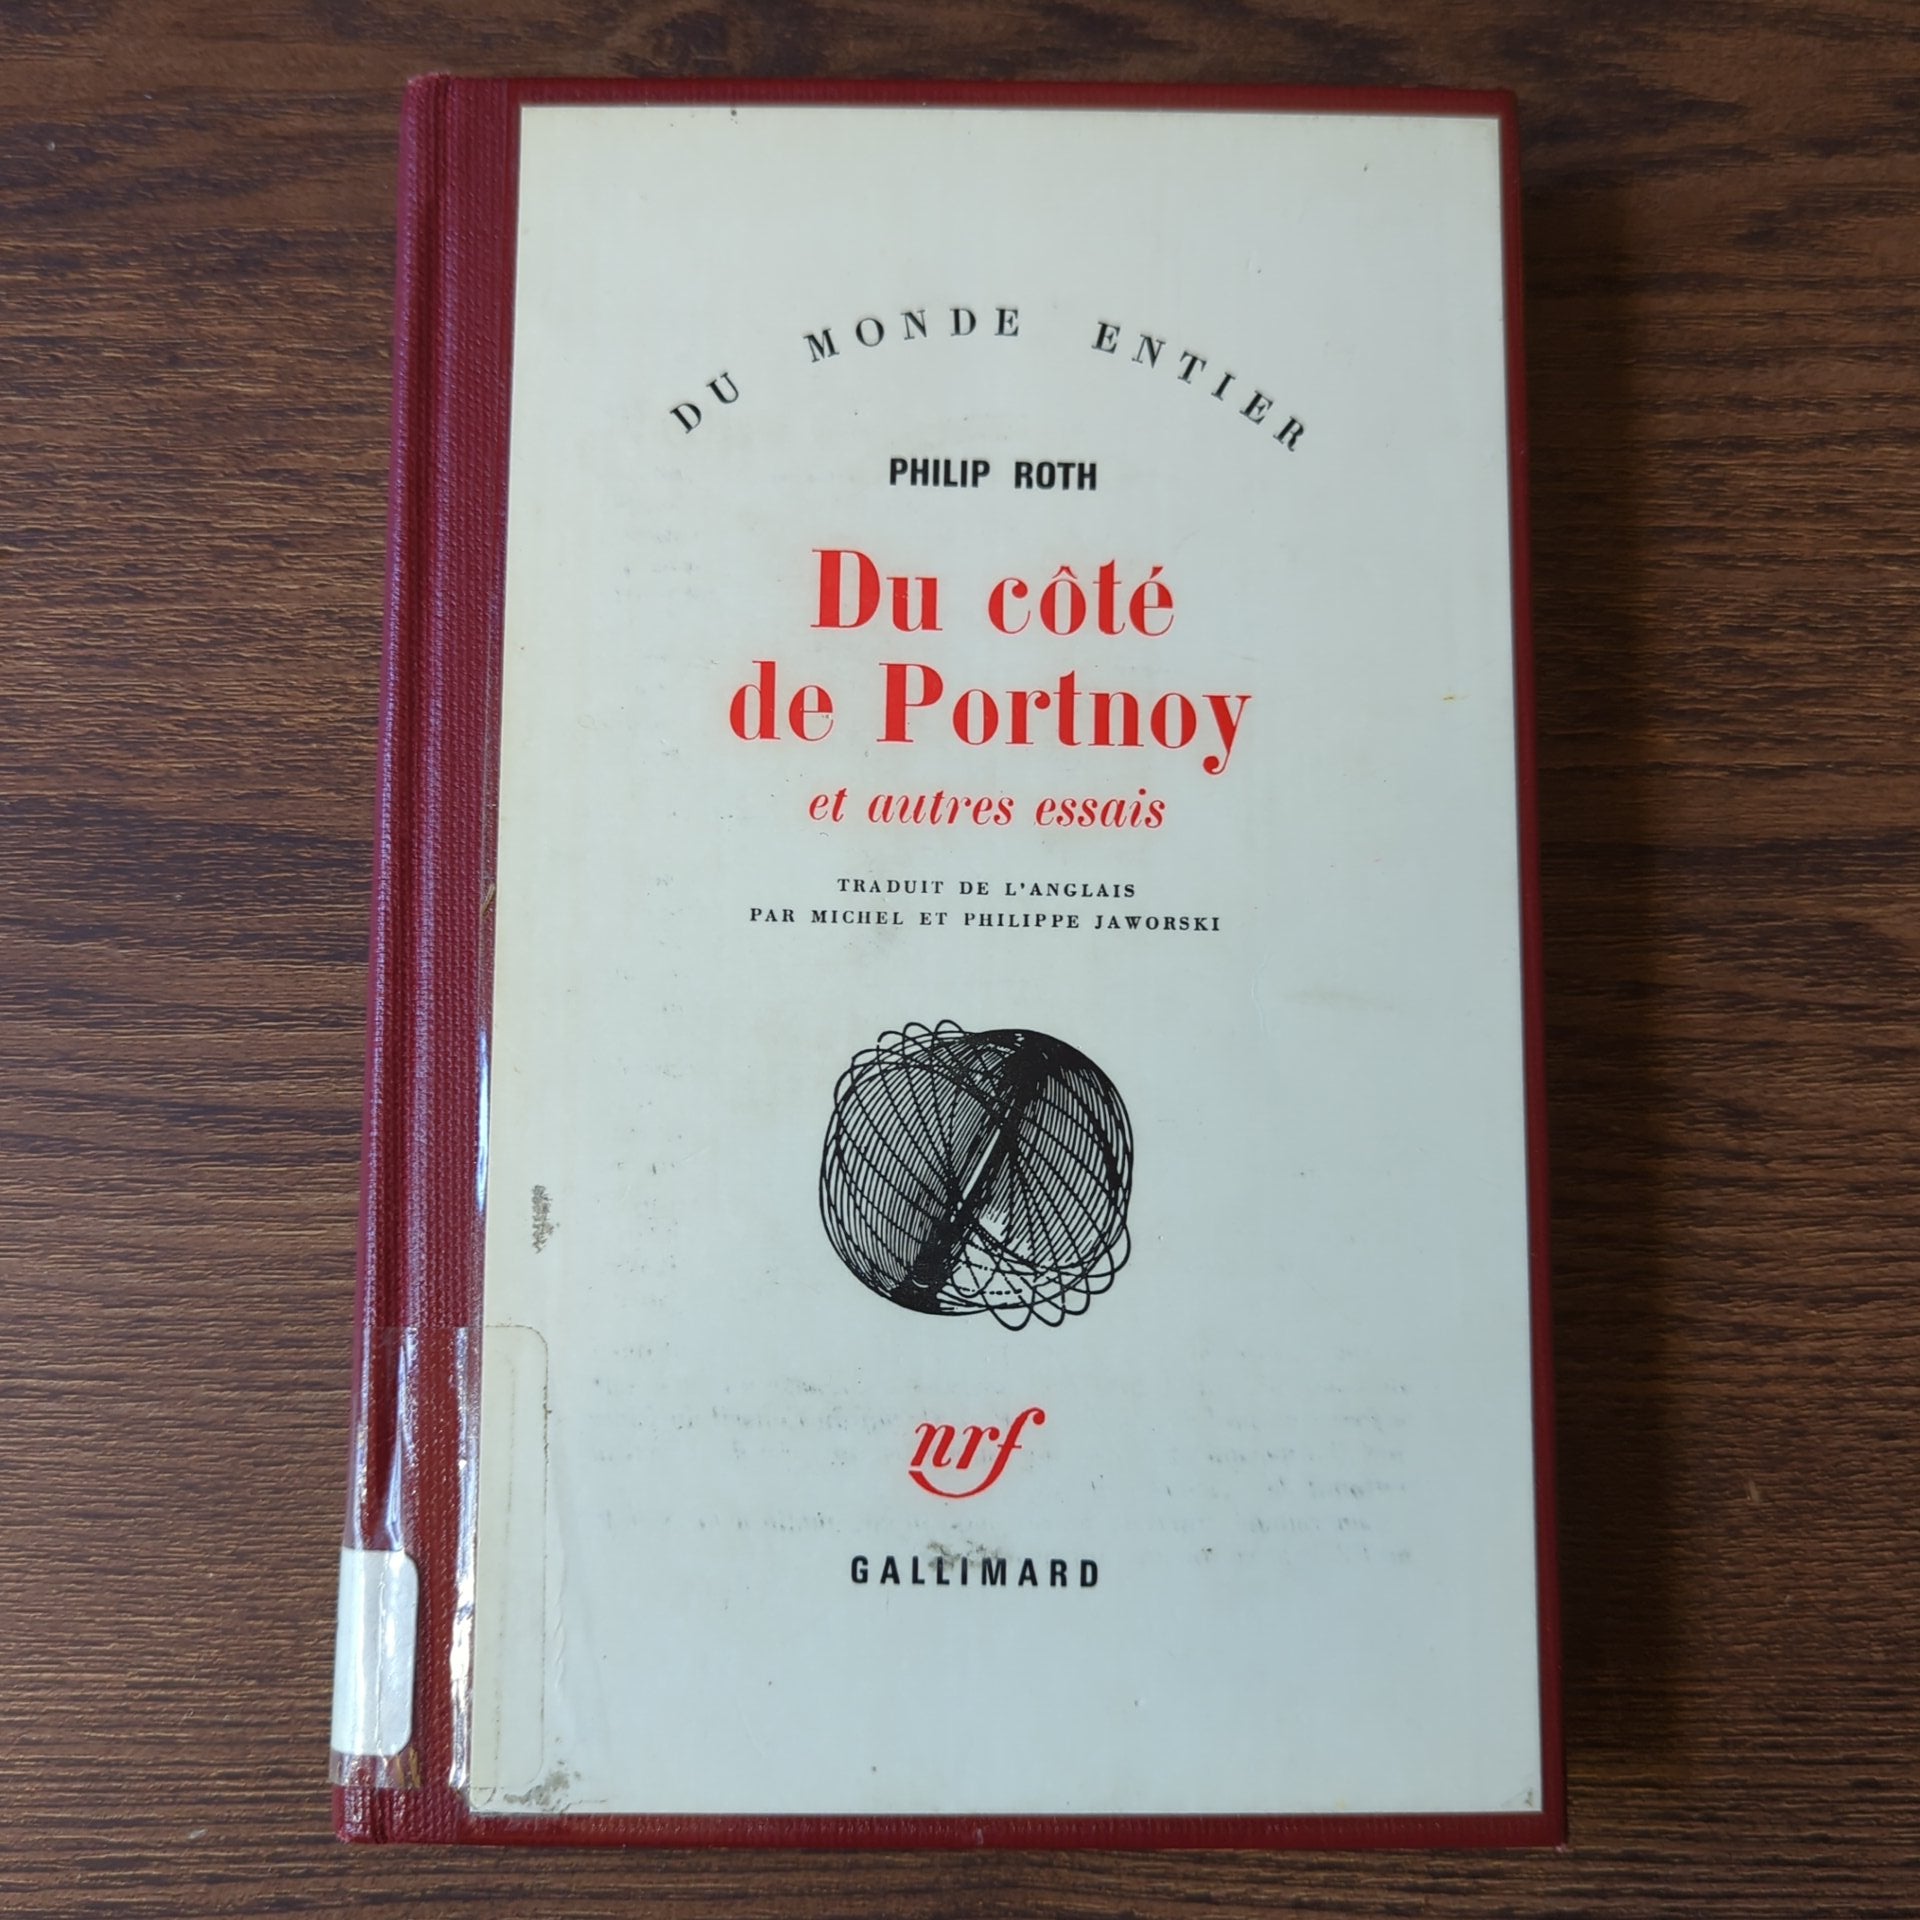 DU MONDE ENTIER
PHILIP ROTH
Du côté
de Portnoy
et autres essais
TRADUIT DE L'ANGLAIS
PAR MICHEL ET PHILIPPE JAWORSKI
nrf
GALLIMARD